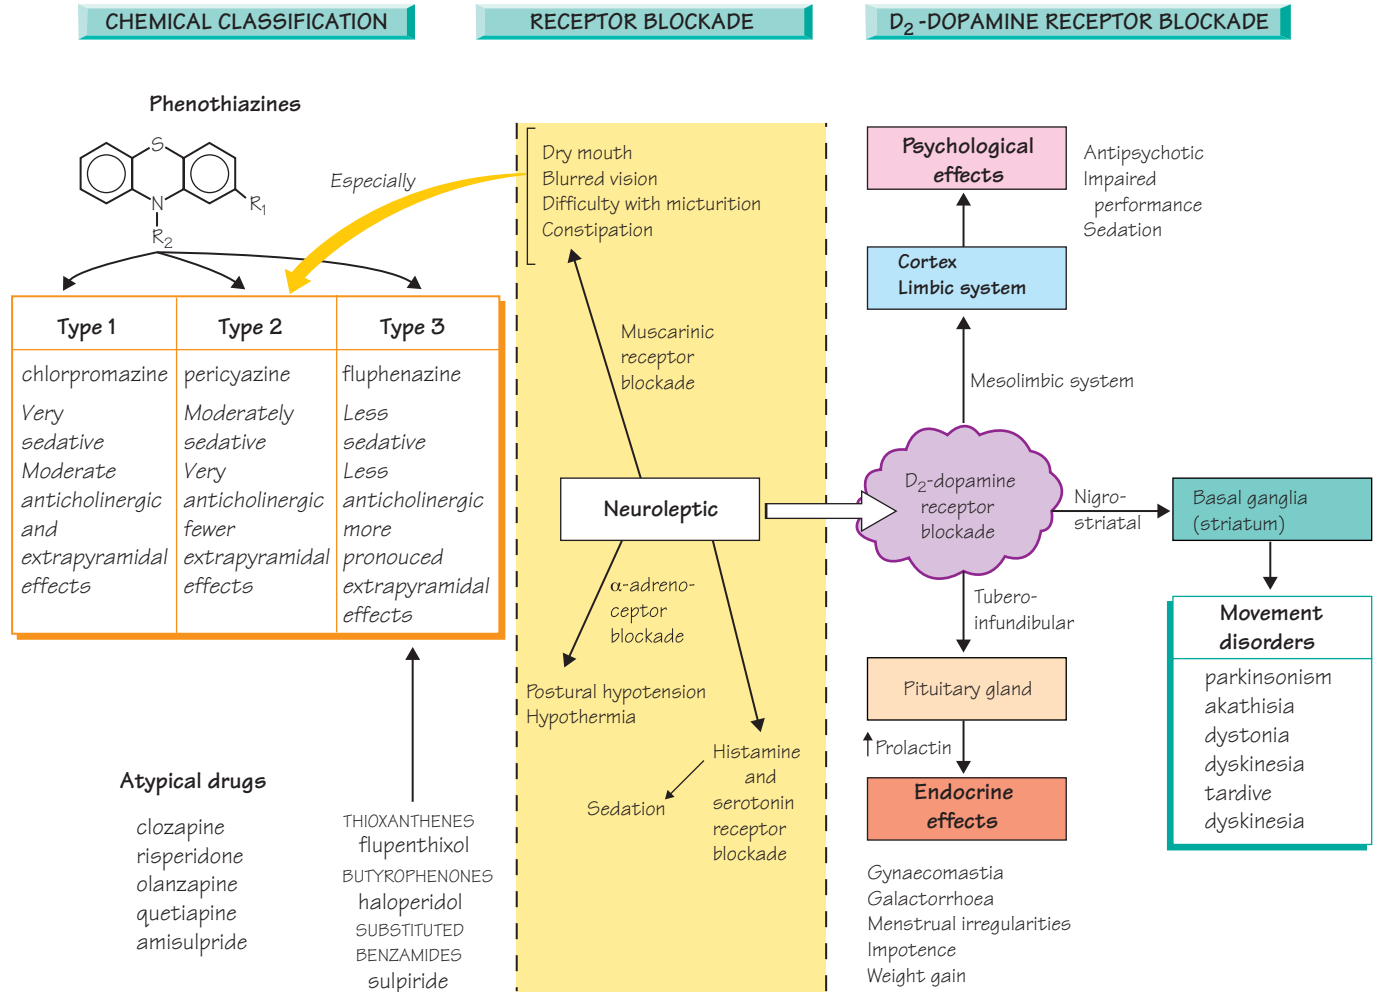 CHEMICAL CLASSIFICATION
RECEPTOR BLOCKADE
D2-DOPAMINE RECEPTOR BLOCKADE
Phenothiazines
S
N
R1
R2
Especially
Type 1
Type 2
Type 3
chlorpromazine
Very
sedative
Moderate
anticholinergic
and
extrapyramidal
effects
pericyazine
Moderately
sedative
Very
anticholinergic
fewer
extrapyramidal
effects
fluphenazine
Less
sedative
Less
anticholinergic
more
pronouced
extrapyramidal
effects
Atypical drugs
clozapine
risperidone
olanzapine
quetiapine
amisulpride
THIOXANTHENES
flupenthixol
BUTYROPHENONES
haloperidol
SUBSTITUTED
BENZAMIDES
sulpiride
Dry mouth
Blurred vision
Difficulty with micturition
Constipation
Muscarinic
receptor
blockade
Neuroleptic
α-adreno-
ceptor
blockade
Postural hypotension
Hypothermia
Histamine
and
serotonin
receptor
blockade
Sedation
Psychological
effects
Antipsychotic
Impaired
performance
Sedation
Cortex
Limbic system
Mesolimbic system
D2-dopamine
receptor
blockade
Nigro-
striatal
Basal ganglia
(striatum)
Tubero-
infundibular
Movement
disorders
parkinsonism
akathisia
dystonia
dyskinesia
tardive
dyskinesia
Pituitary gland
Prolactin
Endocrine
effects
Gynaecomastia
Galactorrhoea
Menstrual irregularities
Impotence
Weight gain